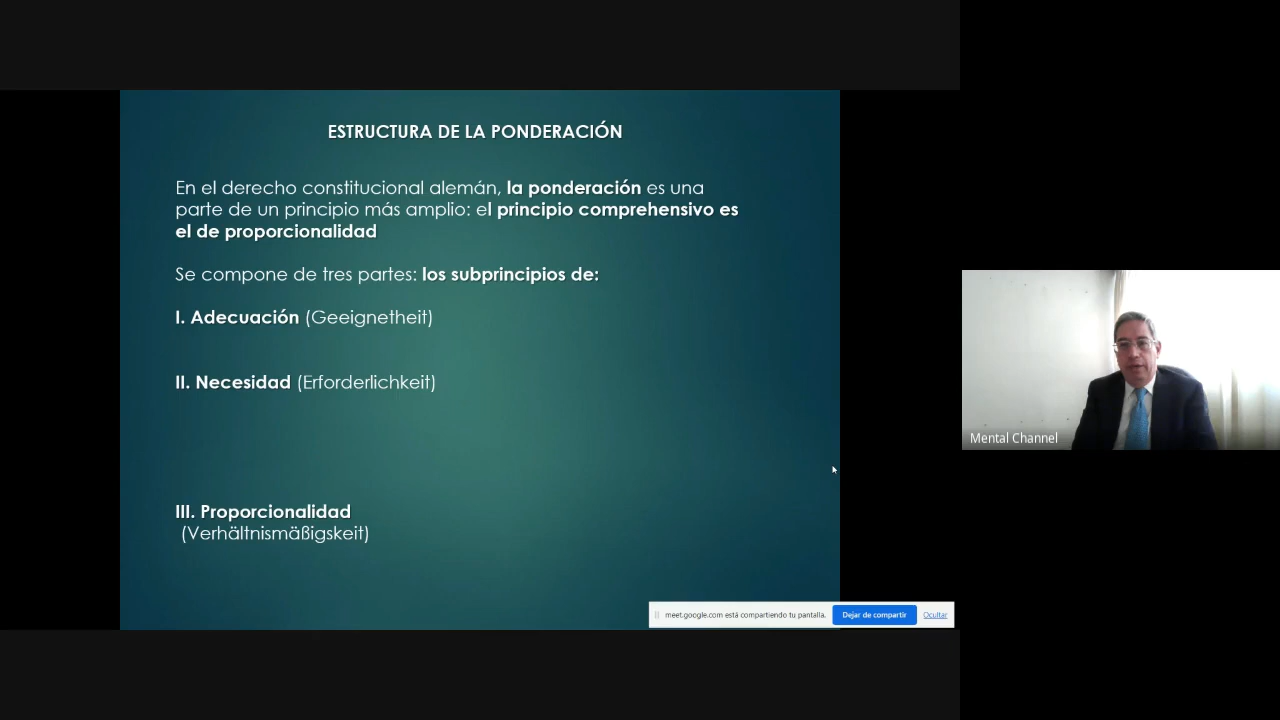 ESTRUCTURA DE LA PONDERACIÓN
En el derecho constitucional alemán, la ponderación es una
parte de un principio más amplio: el principio comprehensivo es
el de proporcionalidad
Se compone de tres partes: los subprincipios de:
I. Adecuación (Geeignetheit)
II. Necesidad (Erforderlichkeit)
III. Proporcionalidad
(Verhältnismäßigskeit)
meet.google.com está compartiendo tu pantalla.
Dejar de compartir
Ocultar
Mental Channel